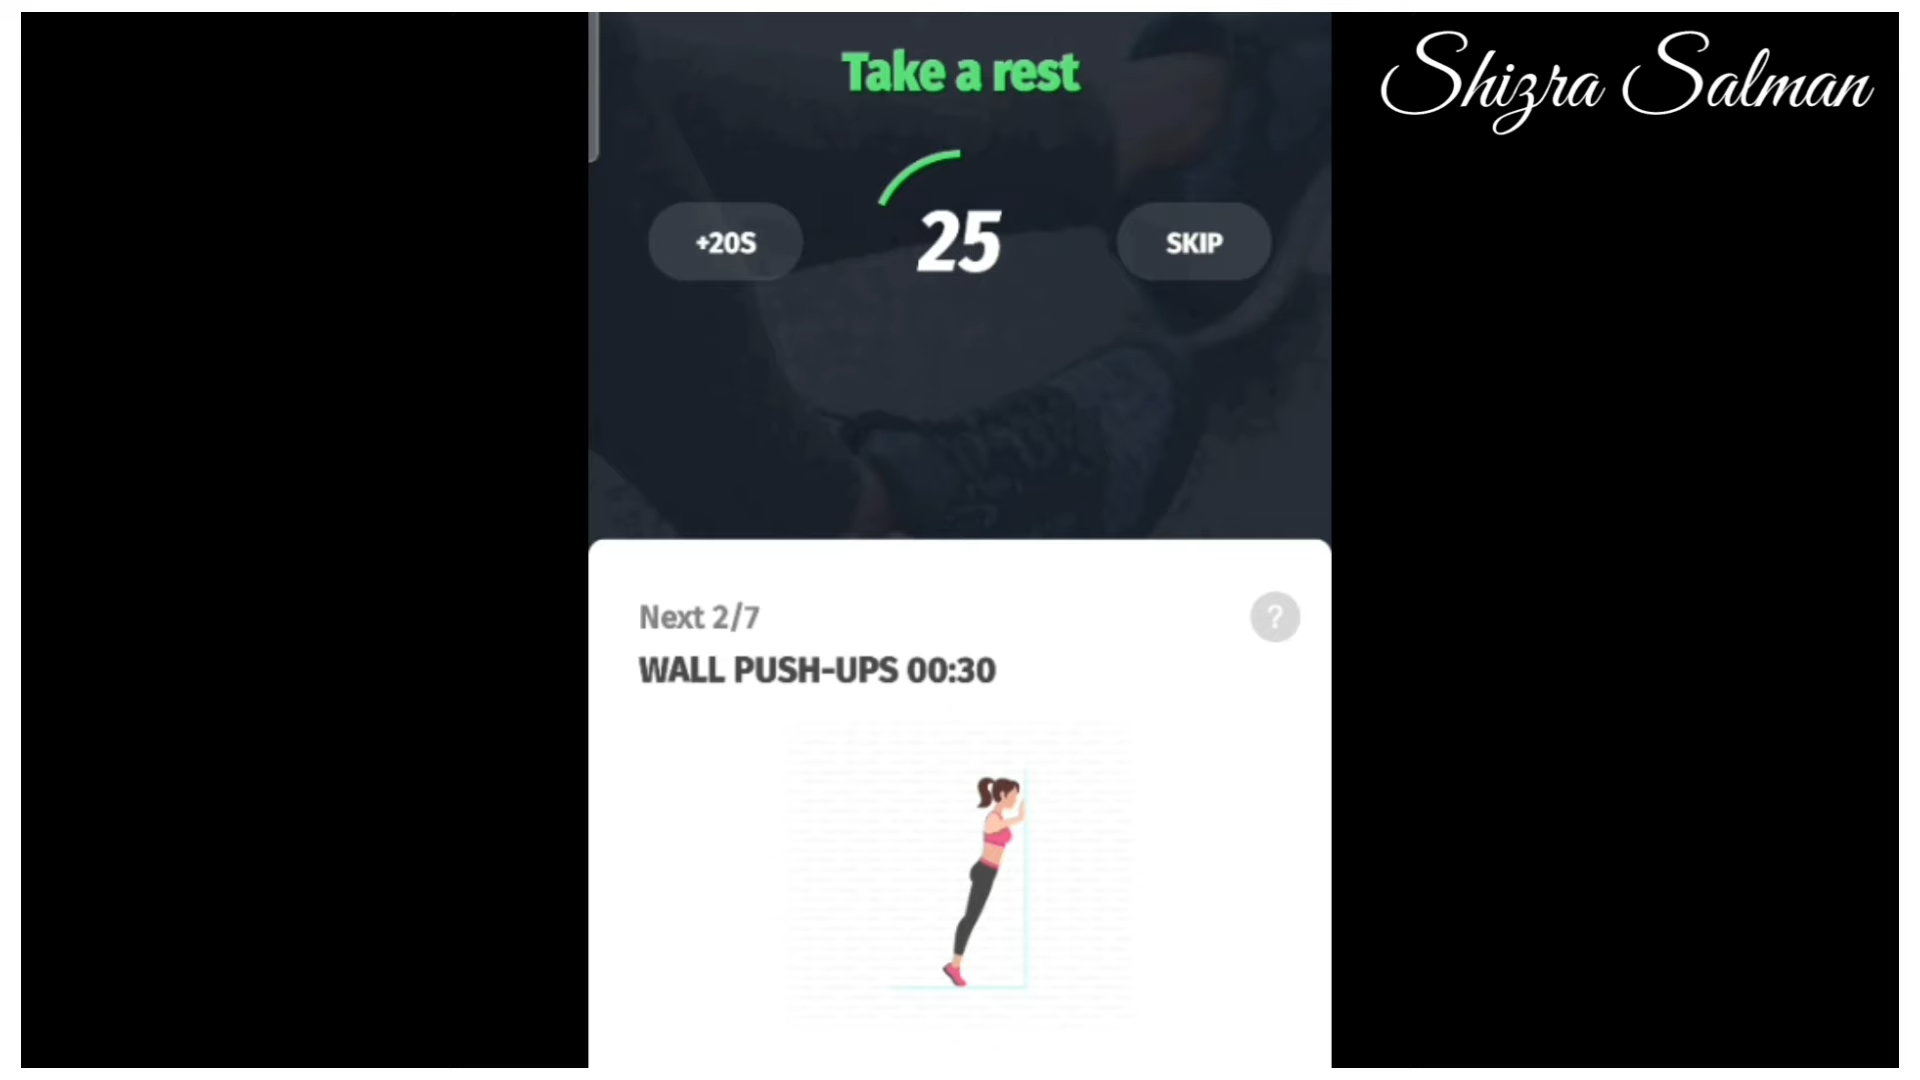 Shizra Salman
Take a rest
+20S
25
SKIP
Next 2/7
?
WALL PUSH-UPS 00:30